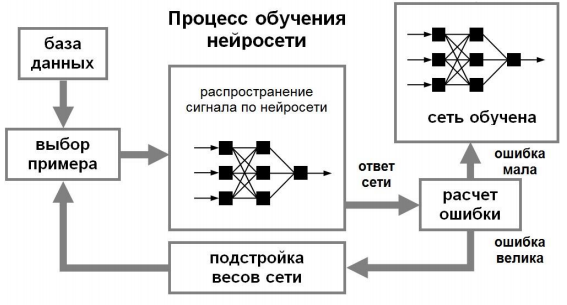 Процесс обучения
нейросети
база
данных
выбор
примера
распространение
сигнала по нейросети
ответ
сети
расчет
ошибки
ошибка
мала
сеть обучена
ошибка
велика
подстройка
весов сети